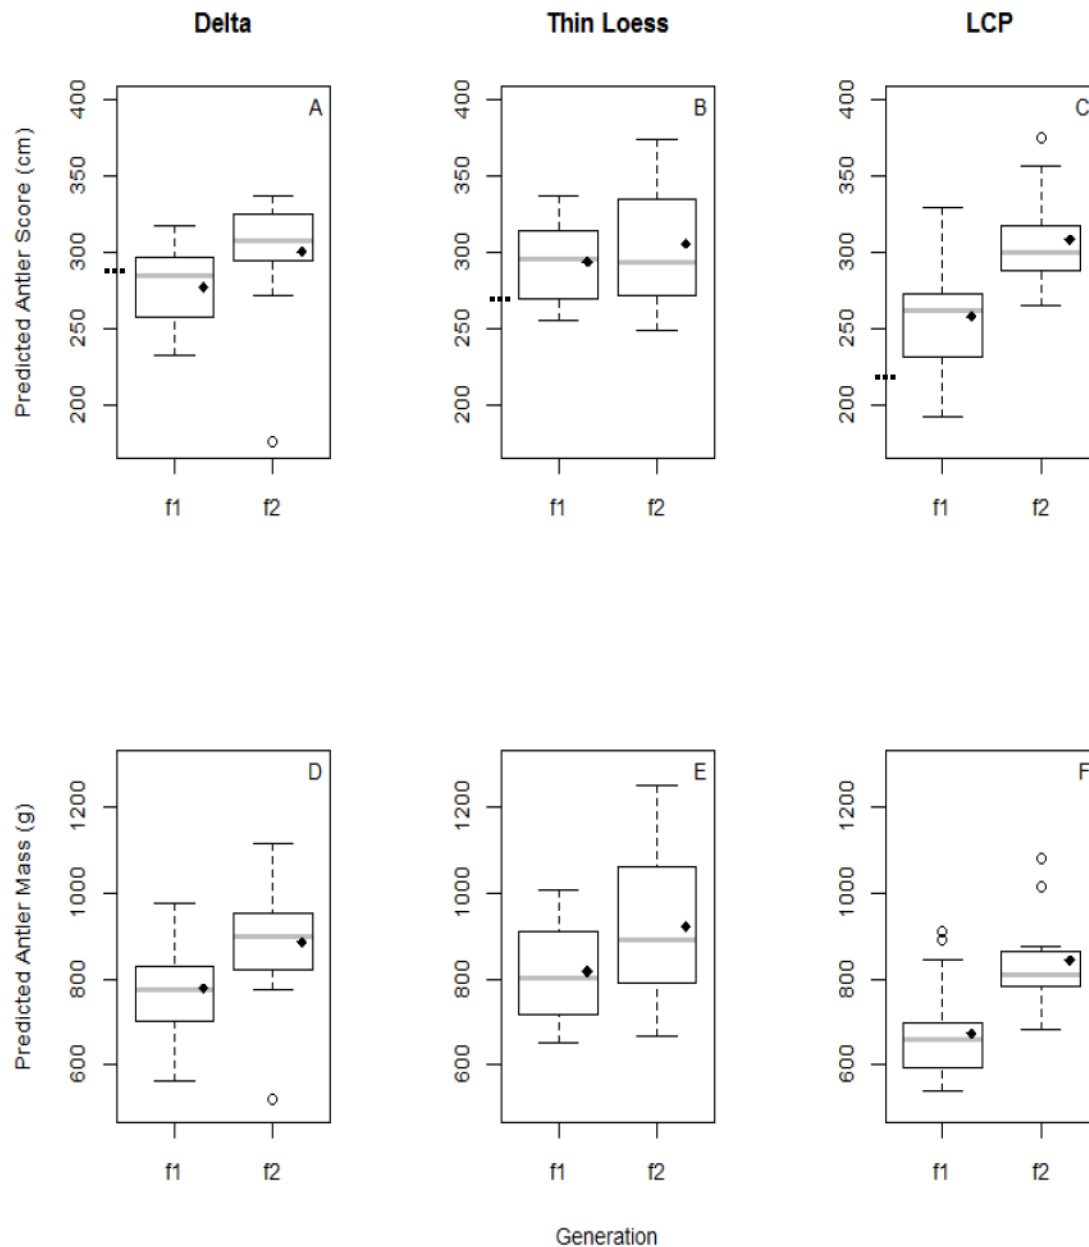 Delta Thin Loess LCP
Predicted Antler Score (cm)
400 350 300 250 200
A
f1 f2
400 350 300 250 200
B
f1 f2
400 350 300 250 200
C
f1 f2
Predicted Antler Mass (g)
1200 1000 800 600
D
f1 f2
1200 1000 800 600
E
f1 f2
1200 1000 800 600
F
f1 f2
Generation